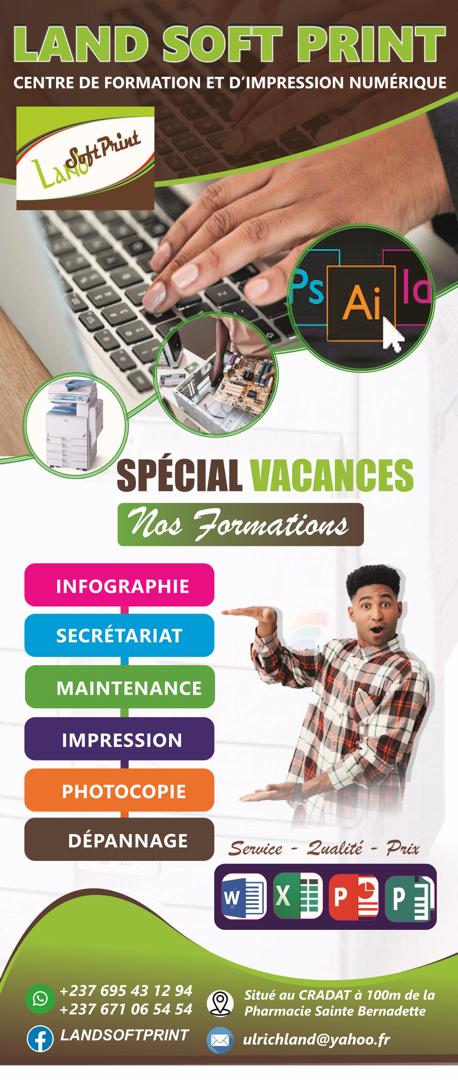 LAND SOFT PRINT
CENTRE DE FORMATION ET D'IMPRESSION NUMÉRIQUE
Land Soft Print
Ps Ai Id
SPÉCIAL VACANCES
Nos Formations
INFOGRAPHIE
SECRÉTARIAT
MAINTENANCE
IMPRESSION
PHOTOCOPIE
DÉPANNAGE
Service - Qualité - Prix
W X P P
+237 695 43 12 94
+237 671 06 54 54
LANDSOFTPRINT
Situé au CRADAT à 100m de la
Pharmacie Sainte Bernadette
ulrichland@yahoo.fr